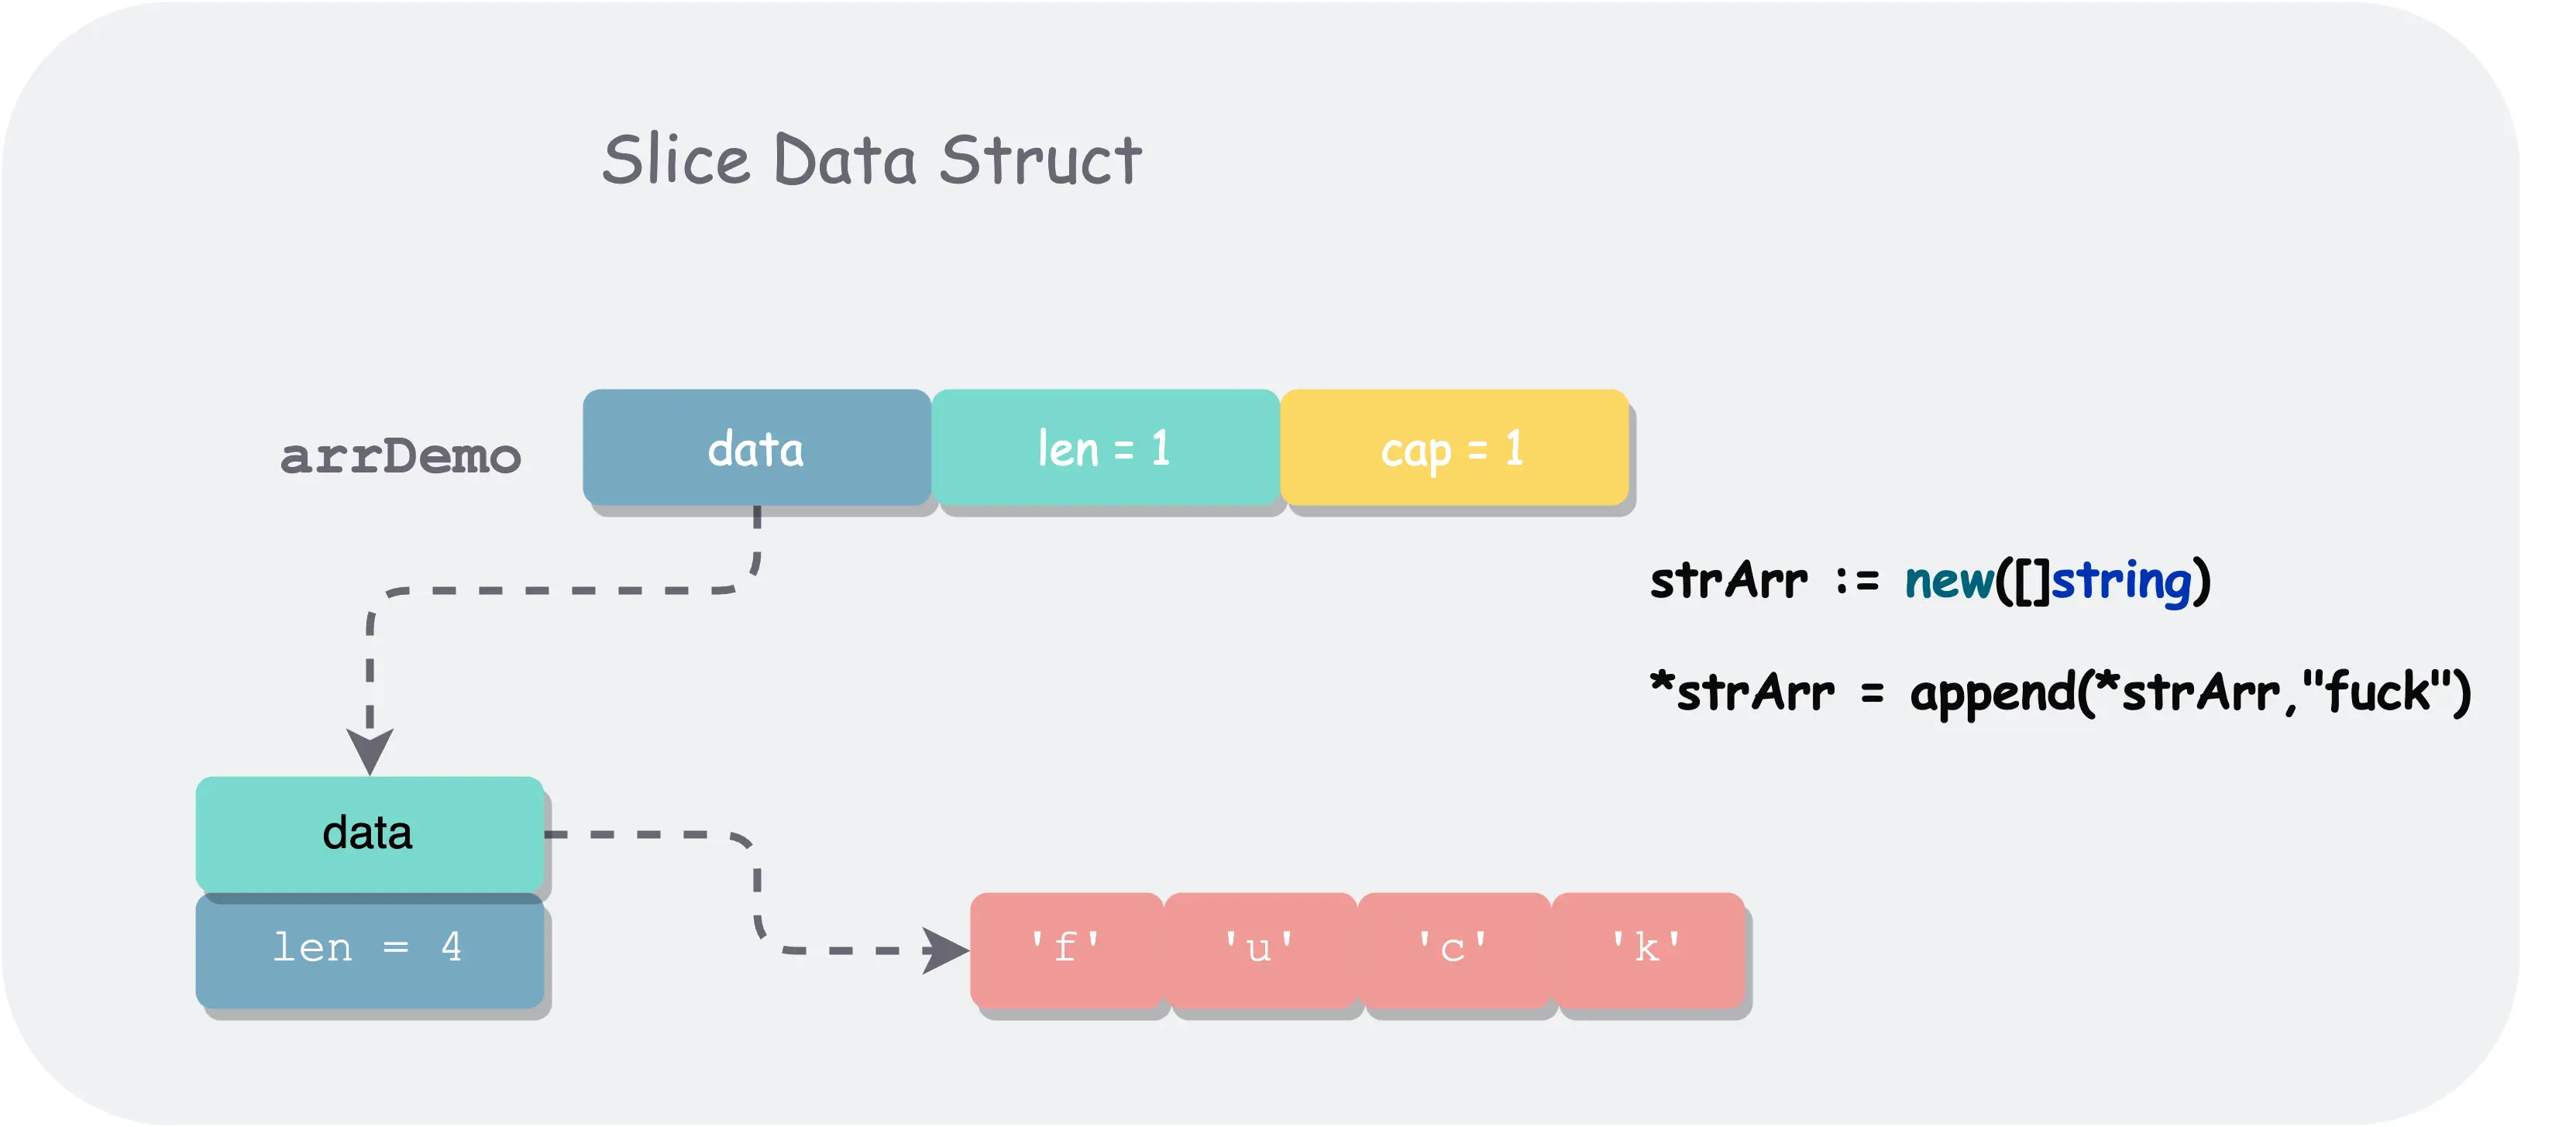 Slice Data Struct
arrDemo
data
len = 1
cap = 1
strArr := new([]string)
*strArr = append(*strArr,"fuck")
data
len = 4
'f'
'u'
'c'
'k'